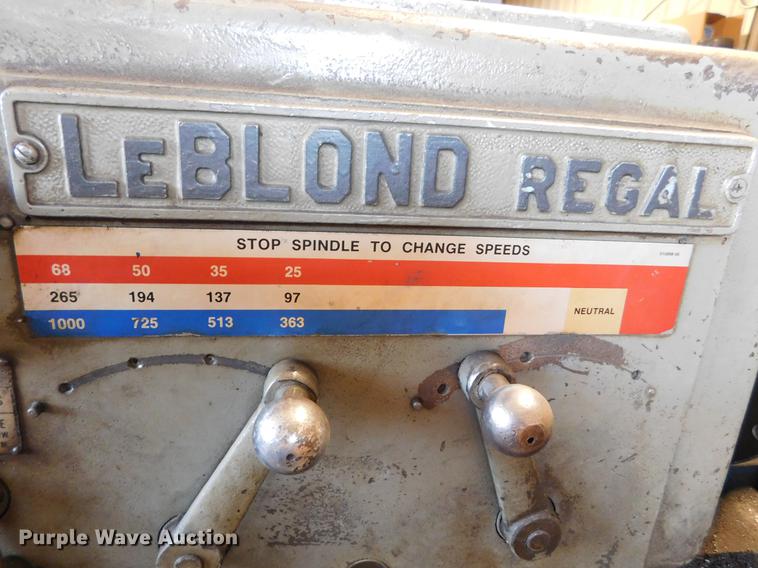 LEBLOND REGAL
STOP SPINDLE TO CHANGE SPEEDS
68 50 35 25
265 194 137 97 NEUTRAL
1000 725 513 363
Purple Wave Auction